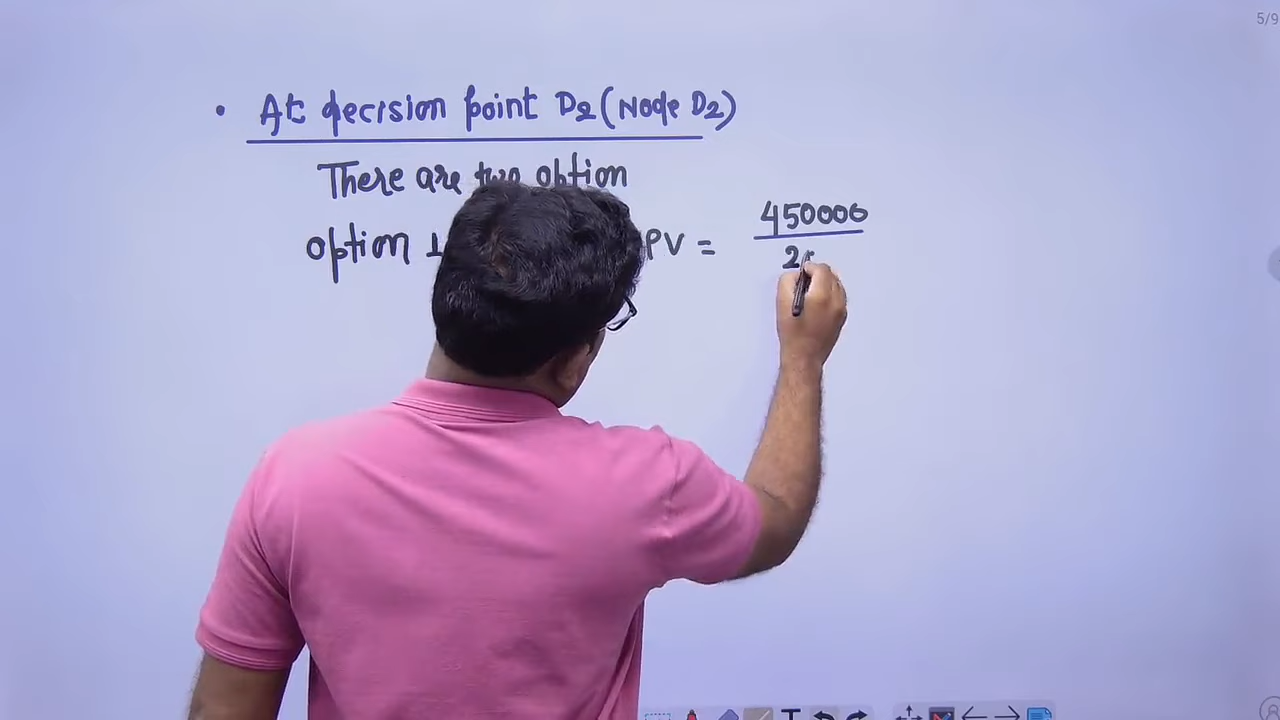 5/9
• At decision point D2 (Node D2)
There are two option
option 1 PV = 450000
2